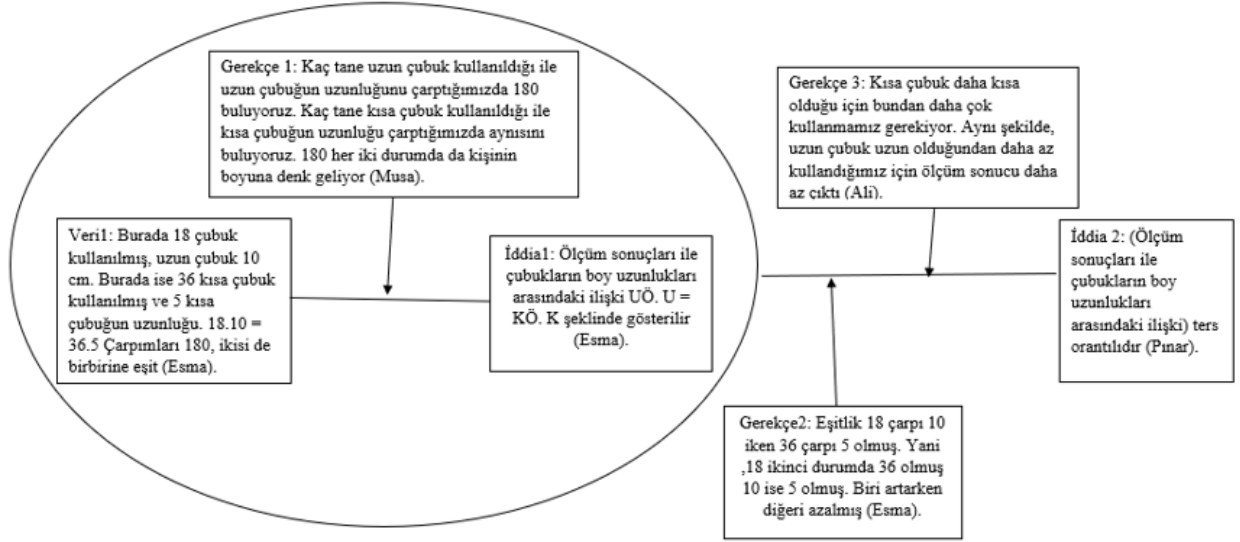 Gerekçe 1: Kaç tane uzun çubuk kullanıldığı ile
uzun çubuğun uzunluğunu çarptığımızda 180
buluyoruz. Kaç tane kısa çubuk kullanıldığı ile
kısa çubuğun uzunluğu çarptığımızda aynısını
buluyoruz. 180 her iki durumda da kişinin
boyuna denk geliyor (Musa).
Gerekçe 3: Kısa çubuk daha kısa
olduğu için bundan daha çok
kullanmamız gerekiyor. Aynı şekilde,
uzun çubuk uzun olduğundan daha az
kullandığımız için ölçüm sonucu daha
az çıktı (Ali).
Veri1: Burada 18 çubuk
kullanılmış, uzun çubuk 10
cm. Burada ise 36 kısa çubuk
kullanılmış ve 5 kısa
çubuğun uzunluğu. 18.10 =
36.5 Çarpımları 180, ikisi de
birbirine eşit (Esma).
İddia1: Ölçüm sonuçları ile
çubukların boy uzunlukları
arasındaki ilişki UÖ. U =
KÖ. K şeklinde gösterilir
(Esma).
İddia 2: (Ölçüm
sonuçları ile
çubukların boy
uzunlukları
arasındaki ilişki) ters
orantılıdır (Pınar).
Gerekçe2: Eşitlik 18 çarpı 10
iken 36 çarpı 5 olmuş. Yani
,18 ikinci durumda 36 olmuş
10 ise 5 olmuş. Biri artarken
diğeri azalmış (Esma).